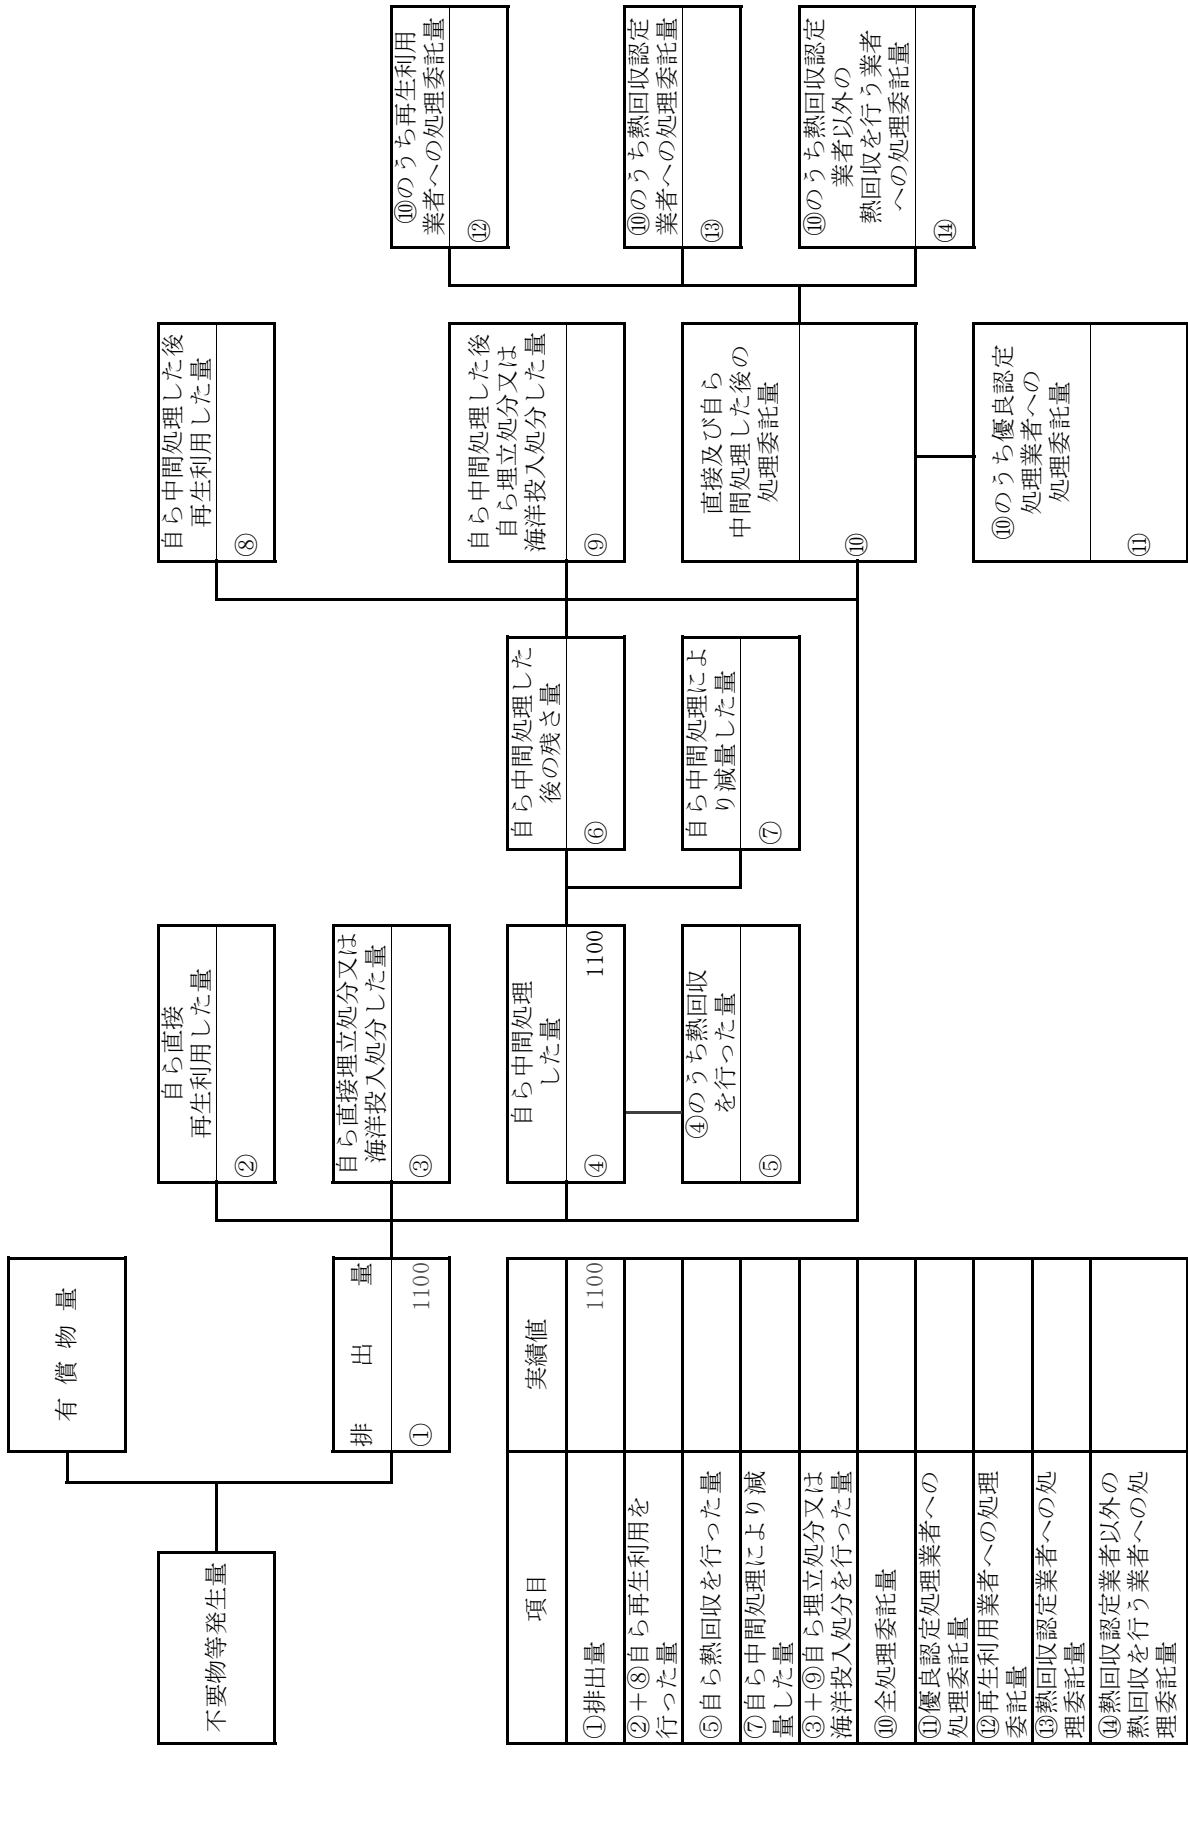 不要物等発生量
有 償 物 量
排 出 量
① 1100
自ら直接
再生利用した量
②
自ら直接埋立処分又は
海洋投入処分した量
③
自ら中間処理
した量
④ 1100
④のうち熱回収
を行った量
⑤
自ら中間処理した
後の残さ量
⑥
自ら中間処理によ
り減量した量
⑦
自ら中間処理した後
再生利用した量
⑧
自ら中間処理した後
自ら埋立処分又は
海洋投入処分した量
⑨
直接及び自ら
中間処理した後の
処理委託量
⑩
⑩のうち優良認定
処理業者への
処理委託量
⑪
⑩のうち再生利用
業者への処理委託量
⑫
⑩のうち熱回収認定
業者への処理委託量
⑬
⑩のうち熱回収認定
業者以外の
熱回収を行う業者
への処理委託量
⑭
項目 実績値
①排出量 1100
②+⑧自ら再生利用を
行った量
⑤自ら熱回収を行った量
⑦自ら中間処理により減
量した量
③+⑨自ら埋立処分又は
海洋投入処分を行った量
⑩全処理委託量
⑪優良認定処理業者への
処理委託量
⑫再生利用業者への処理
委託量
⑬熱回収認定業者への処
理委託量
⑭熱回収認定業者以外の
熱回収を行う業者への処
理委託量